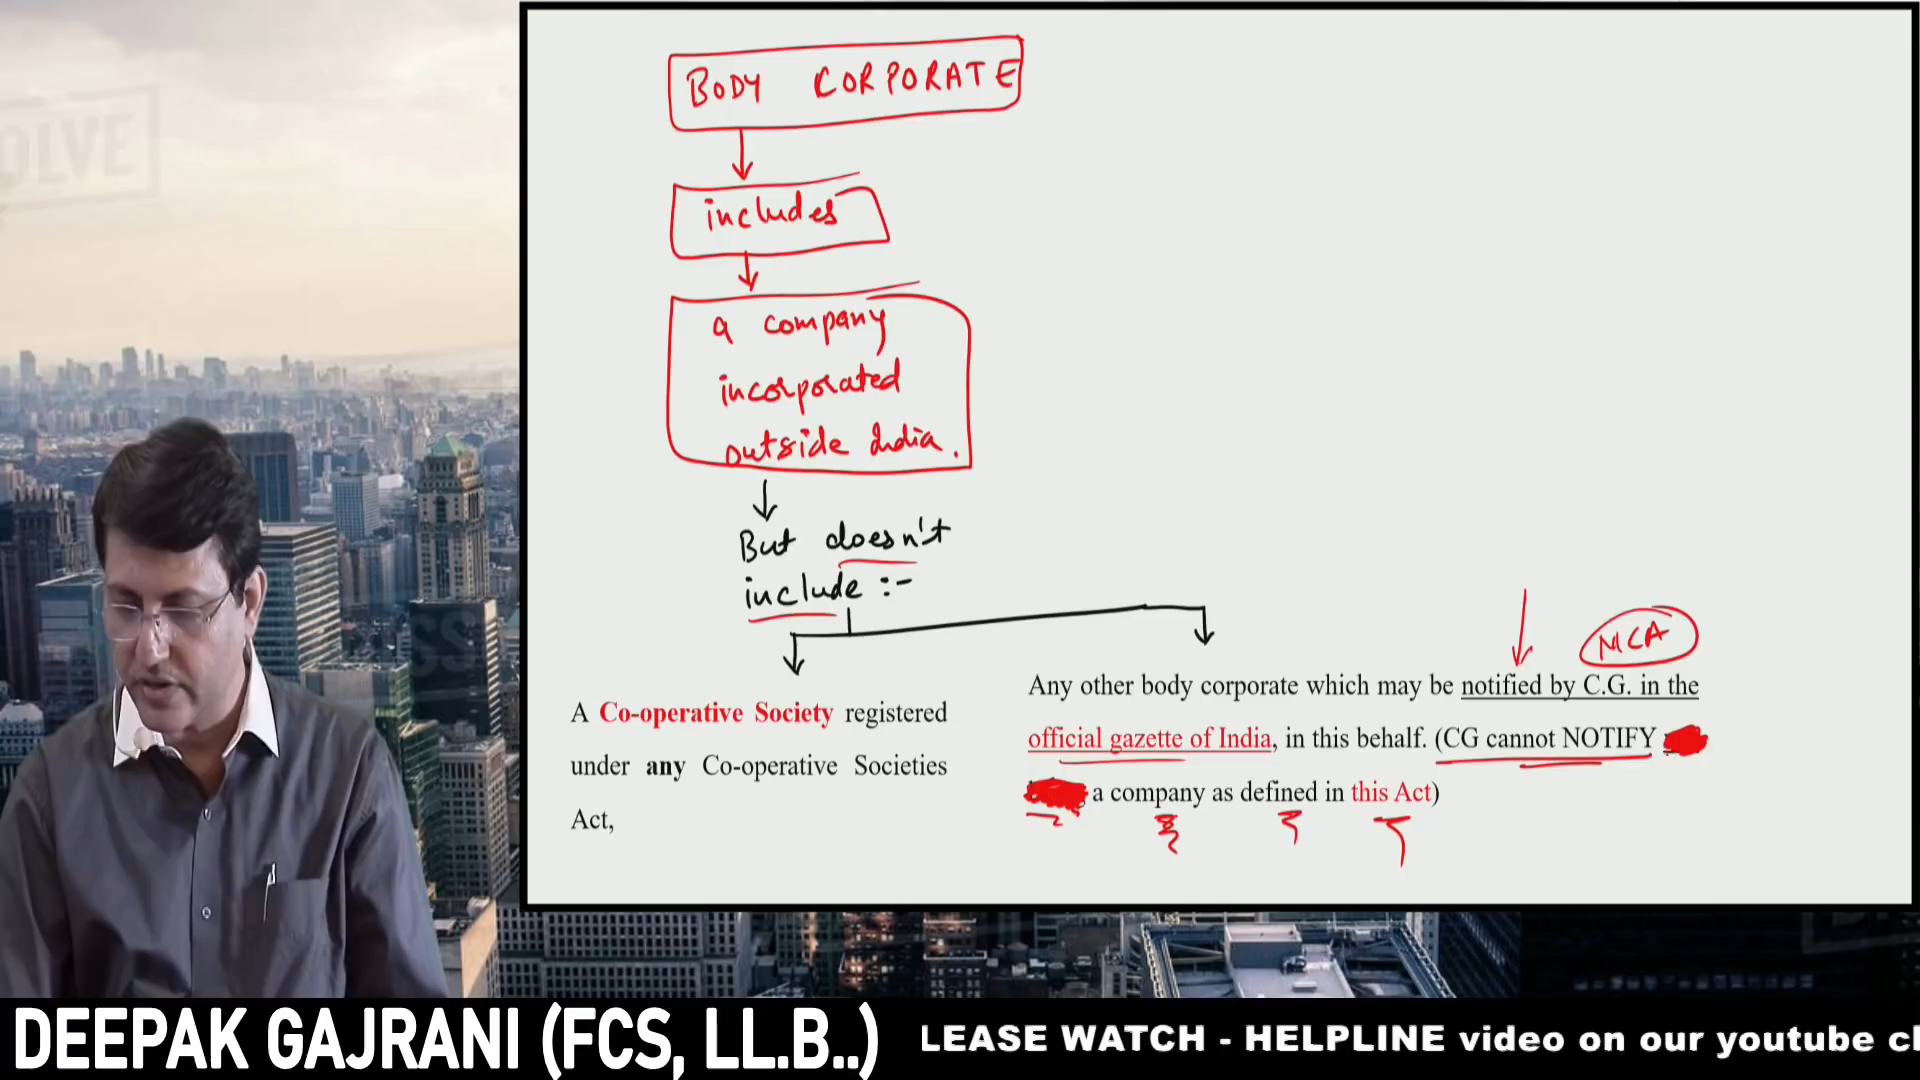 OLVE
BODY CORPORATE
includes
a company
incorporated
outside India.
But doesn't
include :-
MCA
A Co-operative Society registered
under any Co-operative Societies
Act,
Any other body corporate which may be notified by C.G. in the
official gazette of India, in this behalf. (CG cannot NOTIFY
a company as defined in this Act)
DEEPAK GAJRANI (FCS, LL.B..)
LEASE WATCH - HELPLINE video on our youtube